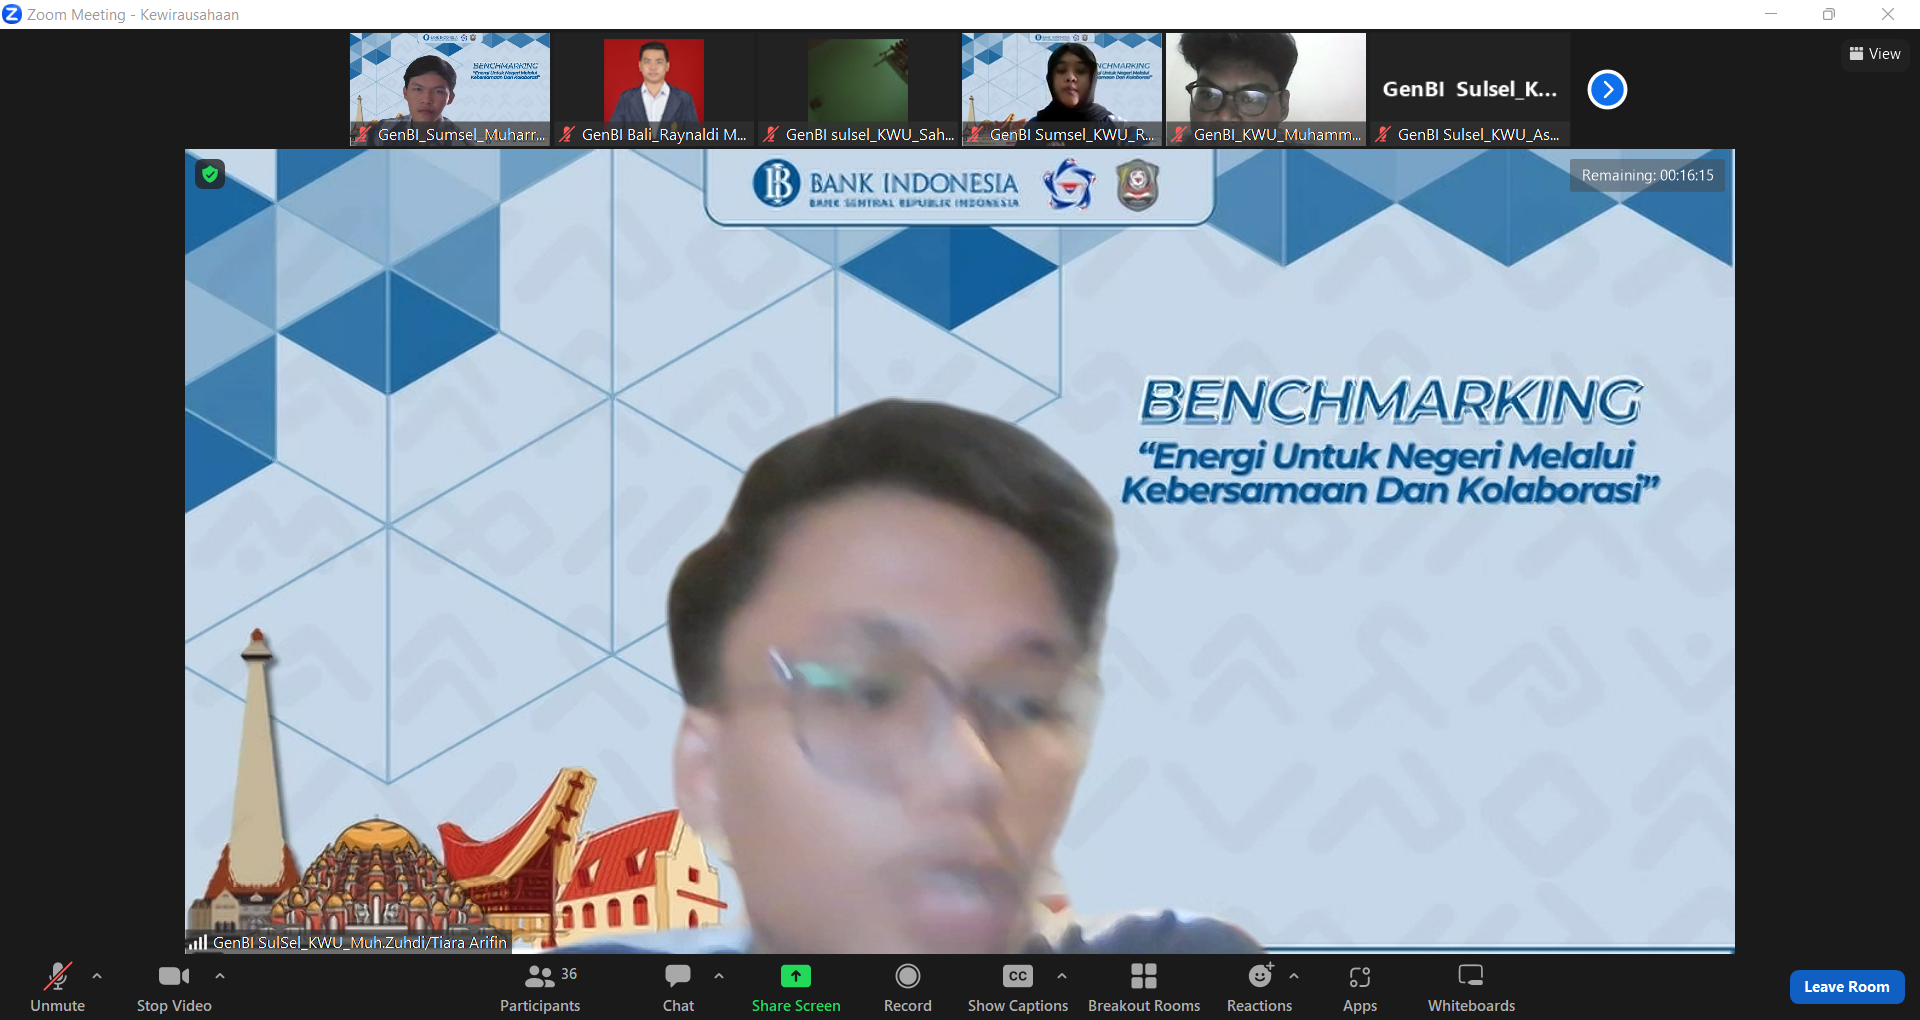 Zoom Meeting - Kewirausahaan
View
GenBI_Sumsel_Muharr...
GenBI Bali_Raynaldi M...
GenBI sulsel_KWU_Sah...
GenBI Sumsel_KWU_R...
GenBI_KWU_Muhamm...
GenBI Sulsel_K...
GenBI Sulsel_KWU_As...
BANK INDONESIA
BANK SENTRAL REPUBLIK INDONESIA
Remaining: 00:16:15
BENCHMARKING
“Energi Untuk Negeri Melalui
Kebersamaan Dan Kolaborasi”
GenBI SulSel_KWU_Muh.Zuhdi/Tiara Arifin
Unmute
Stop Video
36
Participants
Chat
Share Screen
Record
CC
Show Captions
Breakout Rooms
Reactions
Apps
Whiteboards
Leave Room